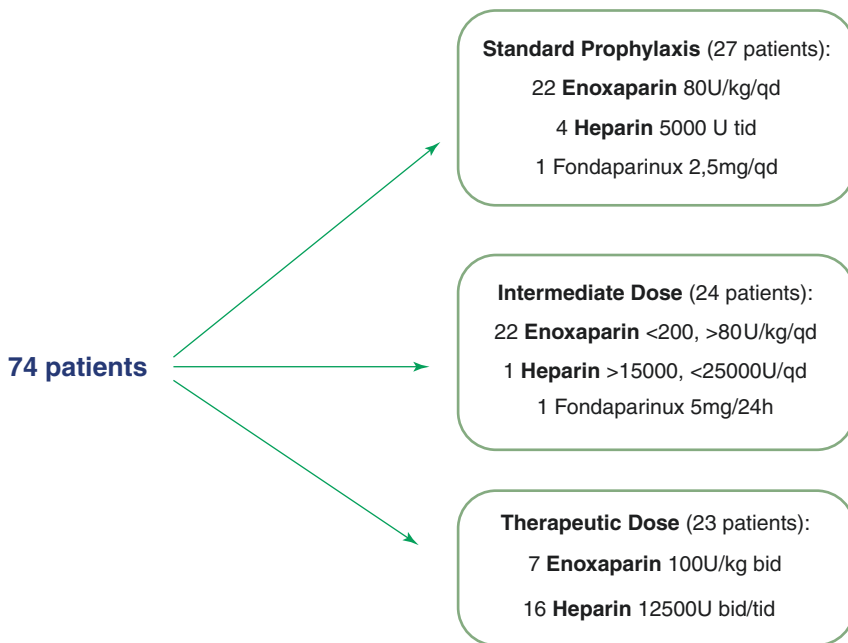 Standard Prophylaxis (27 patients):
22 Enoxaparin 80U/kg/qd
4 Heparin 5000 U tid
1 Fondaparinux 2,5mg/qd
74 patients
Intermediate Dose (24 patients):
22 Enoxaparin <200, >80U/kg/qd
1 Heparin >15000, <25000U/qd
1 Fondaparinux 5mg/24h
Therapeutic Dose (23 patients):
7 Enoxaparin 100U/kg bid
16 Heparin 12500U bid/tid